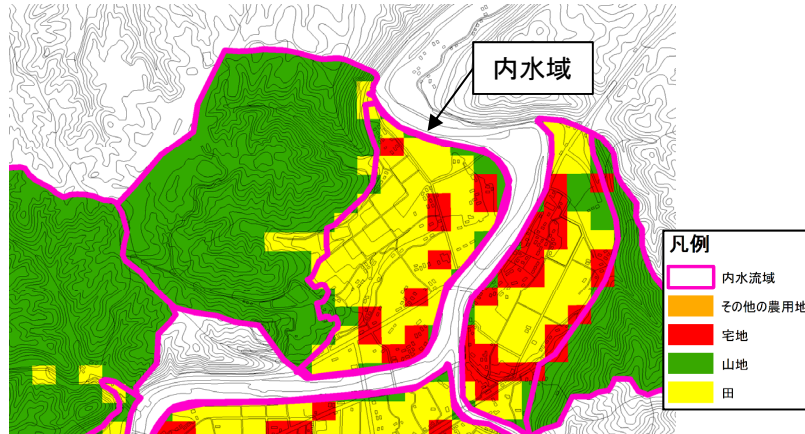 内水域
凡例
内水流域
その他の農用地
宅地
山地
田